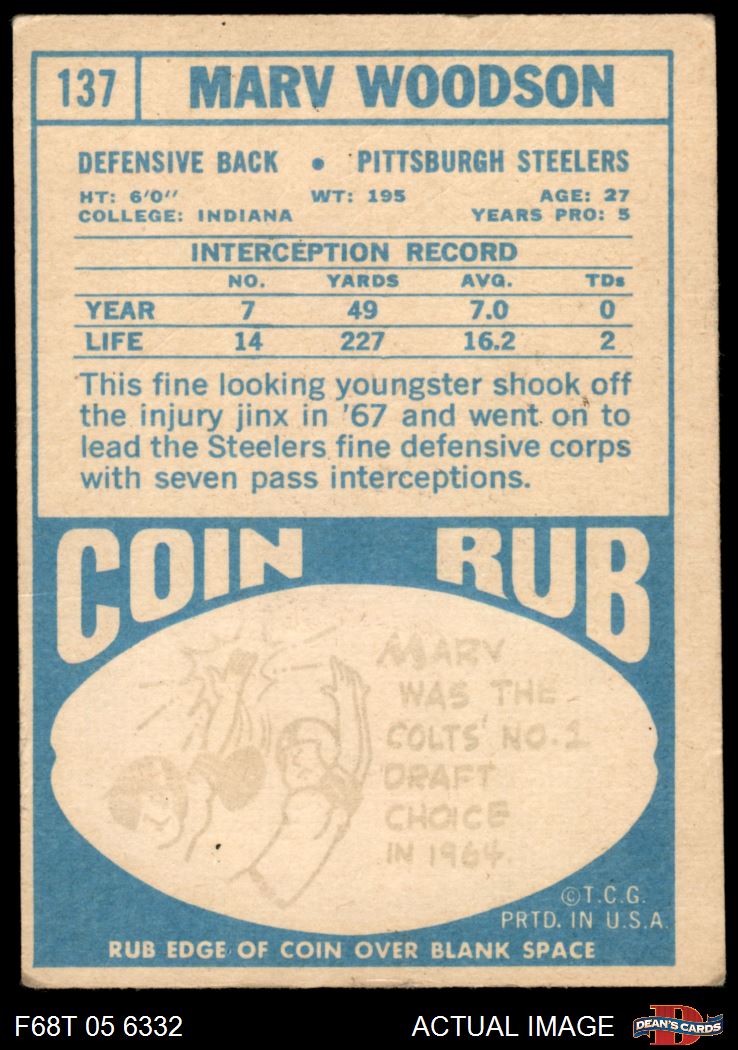 137 MARV WOODSON
DEFENSIVE BACK • PITTSBURGH STEELERS
HT: 6'0" WT: 195 AGE: 27
COLLEGE: INDIANA YEARS PRO: 5
INTERCEPTION RECORD
NO. YARDS AVG. TDs
YEAR 7 49 7.0 0
LIFE 14 227 16.2 2
This fine looking youngster shook off
the injury jinx in '67 and went on to
lead the Steelers fine defensive corps
with seven pass interceptions.
COIN RUB
MARV
WAS THE
COLTS' NO. 1
DRAFT
CHOICE
IN 1964.
©T.C.G.
PRTD. IN U.S.A.
RUB EDGE OF COIN OVER BLANK SPACE
F68T 05 6332 ACTUAL IMAGE DEAN'S CARDS